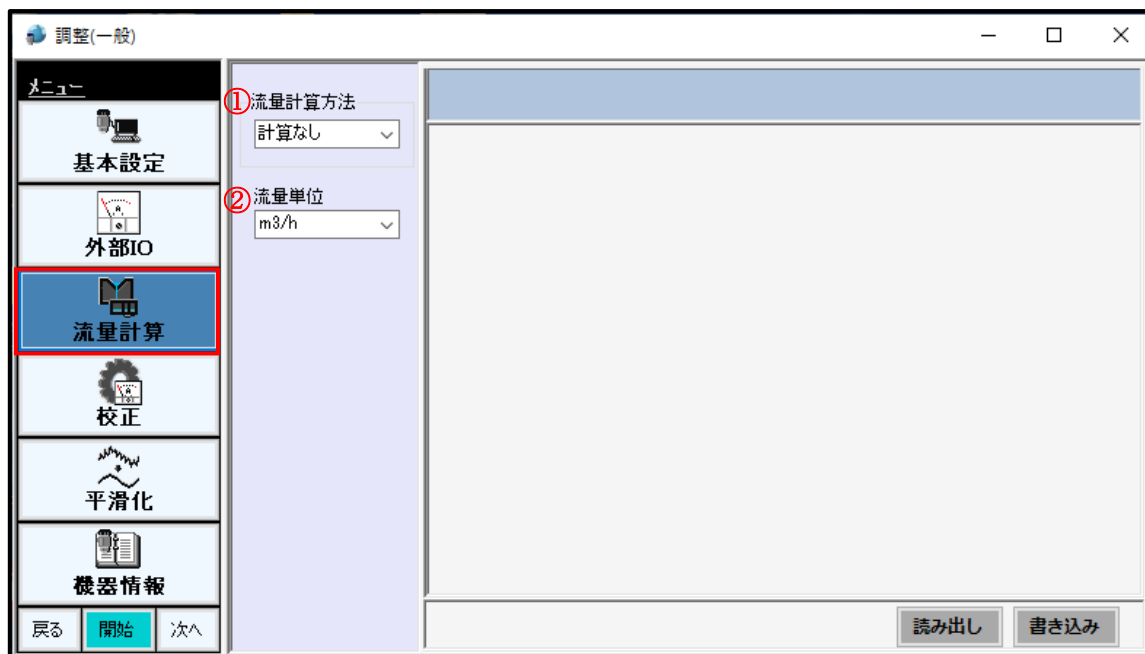 調整(一般)
メニュー
基本設定
外部IO
流量計算
校正
平滑化
機器情報
戻る
開始
次へ
①流量計算方法
計算なし
②流量単位
m3/h
読み出し
書き込み